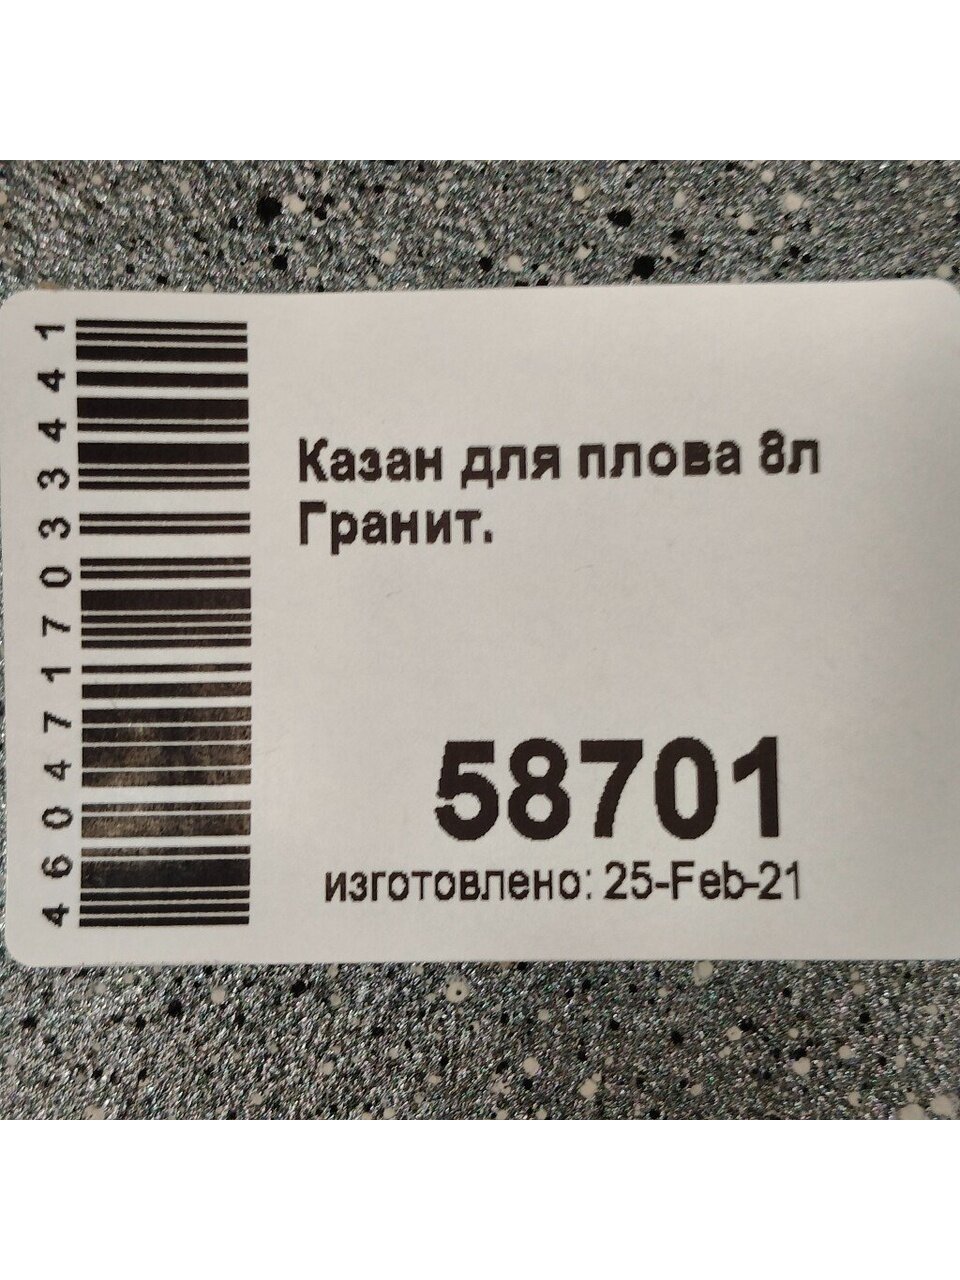 4604717033441
Казан для плова 8л
Гранит.
58701
изготовлено: 25-Feb-21